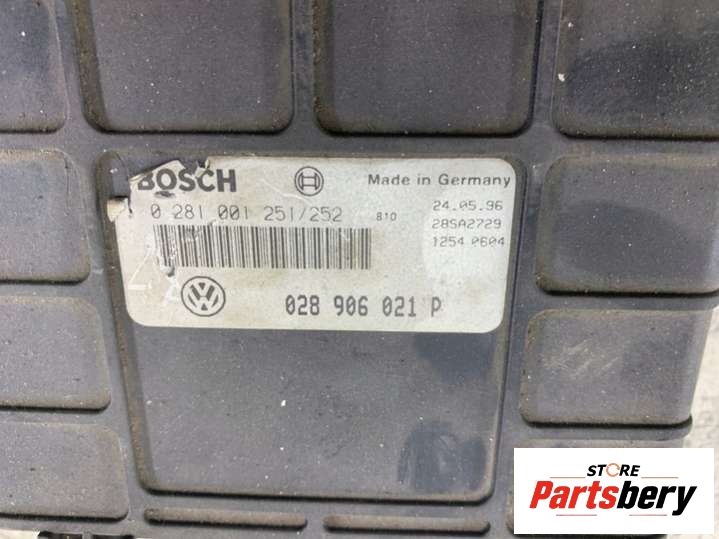 BOSCH
Made in Germany
0 281 001 251/252
810
24.05.96
28SA2729
1254 0604
028 906 021 P
STORE
Partsbery